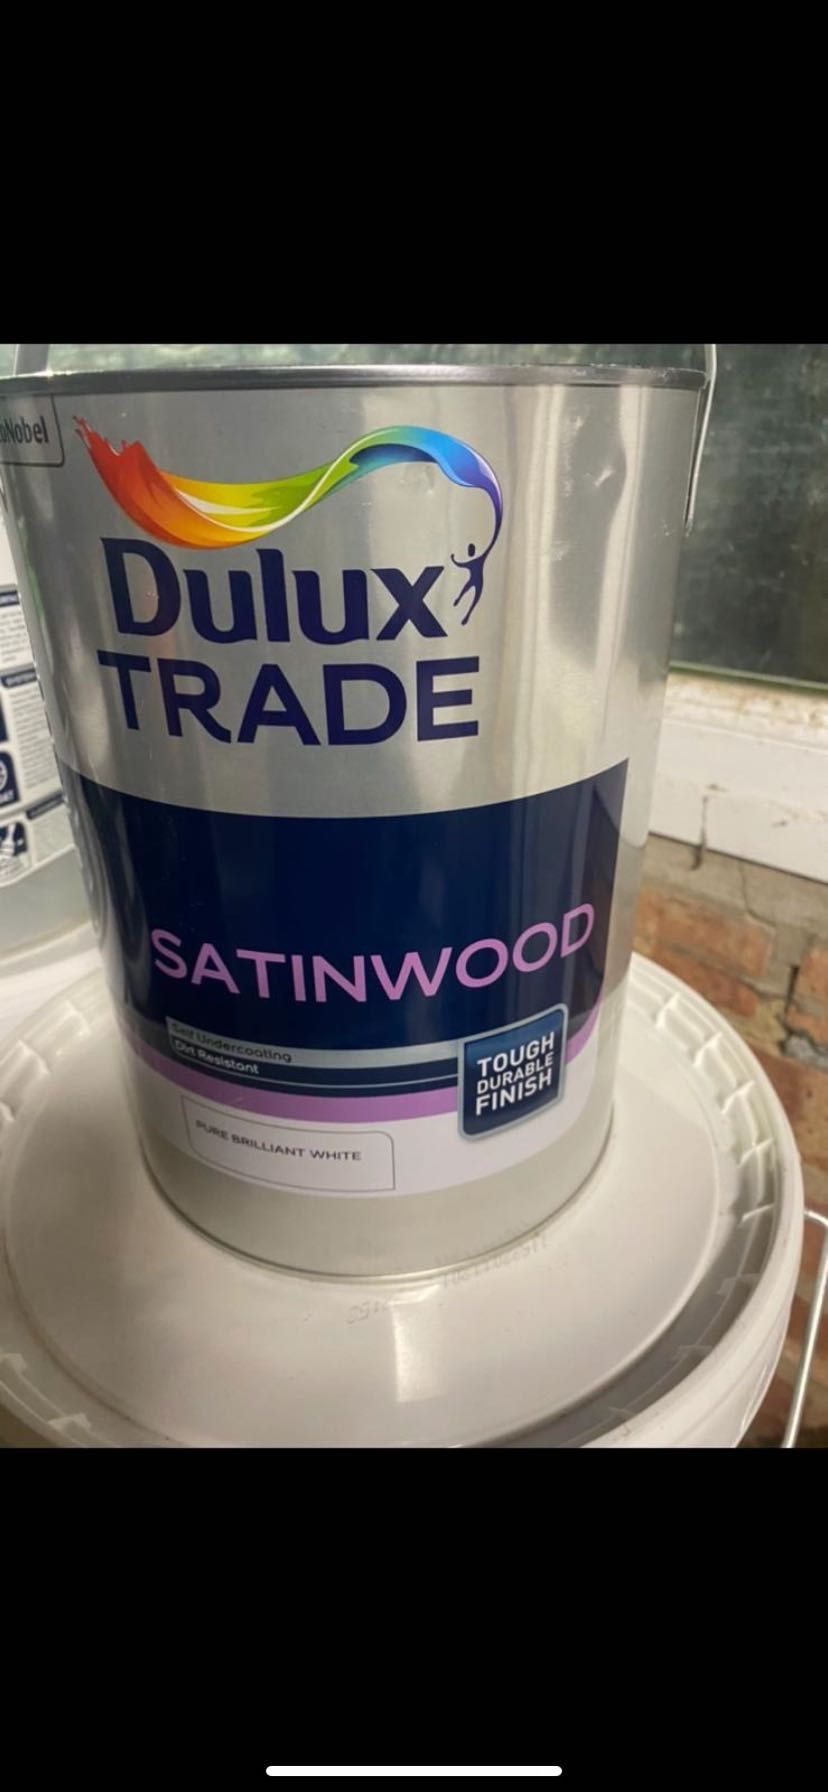 Dulux
TRADE
SATINWOOD
Self Undercoating
Dirt Resistant
TOUGH
DURABLE
FINISH
PURE BRILLIANT WHITE